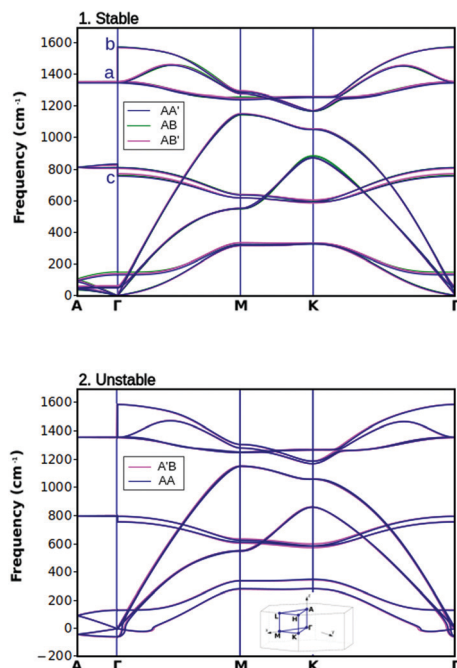 1. Stable
b
a
c
1600
1400
1200
1000
800
600
400
200
0
Frequency (cm⁻¹)
AA'
AB
AB'
A Γ M K Γ
2. Unstable
1600
1400
1200
1000
800
600
400
200
0
−200
Frequency (cm⁻¹)
A'B
AA
A
L H
Γ
M K